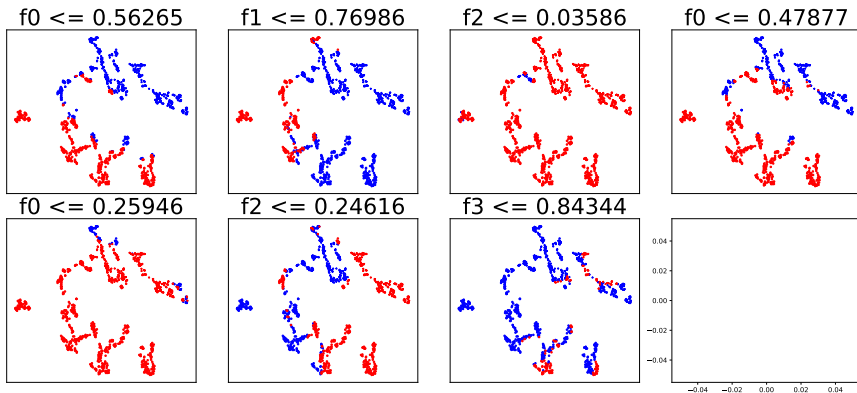 f0 <= 0.56265
f1 <= 0.76986
f2 <= 0.03586
f0 <= 0.47877
f0 <= 0.25946
f2 <= 0.24616
f3 <= 0.84344
0.04
0.02
0.00
−0.02
−0.04
−0.04 −0.02 0.00 0.02 0.04